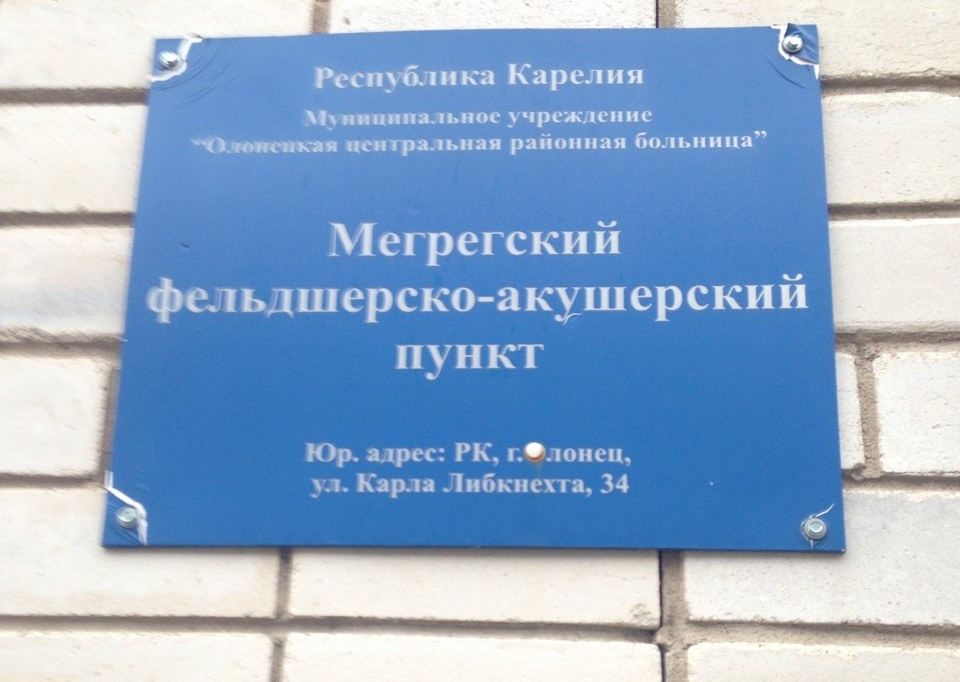 Республика Карелия
Муниципальное учреждение
“Олонецкая центральная районная больница”
Мегрегский
фельдшерско-акушерский
пункт
Юр. адрес: РК, г.Олонец,
ул. Карла Либкнехта, 34